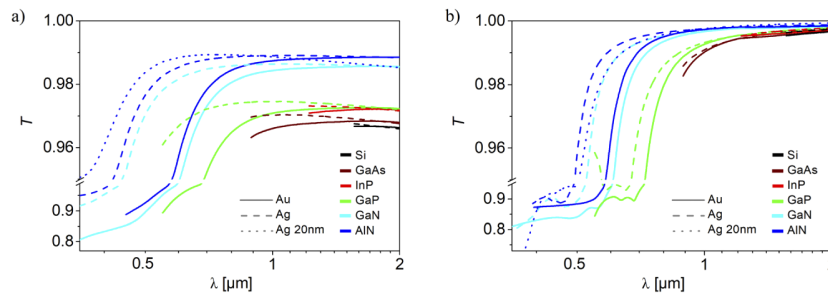 a)
1.00
0.98
0.96
0.9
0.8
T
0.5
1
2
λ [µm]
Au
Ag
Ag 20nm
Si
GaAs
InP
GaP
GaN
AlN
b)
1.00
0.98
0.96
0.9
0.8
T
0.5
1
λ [µm]
Au
Ag
Ag 20nm
Si
GaAs
InP
GaP
GaN
AlN